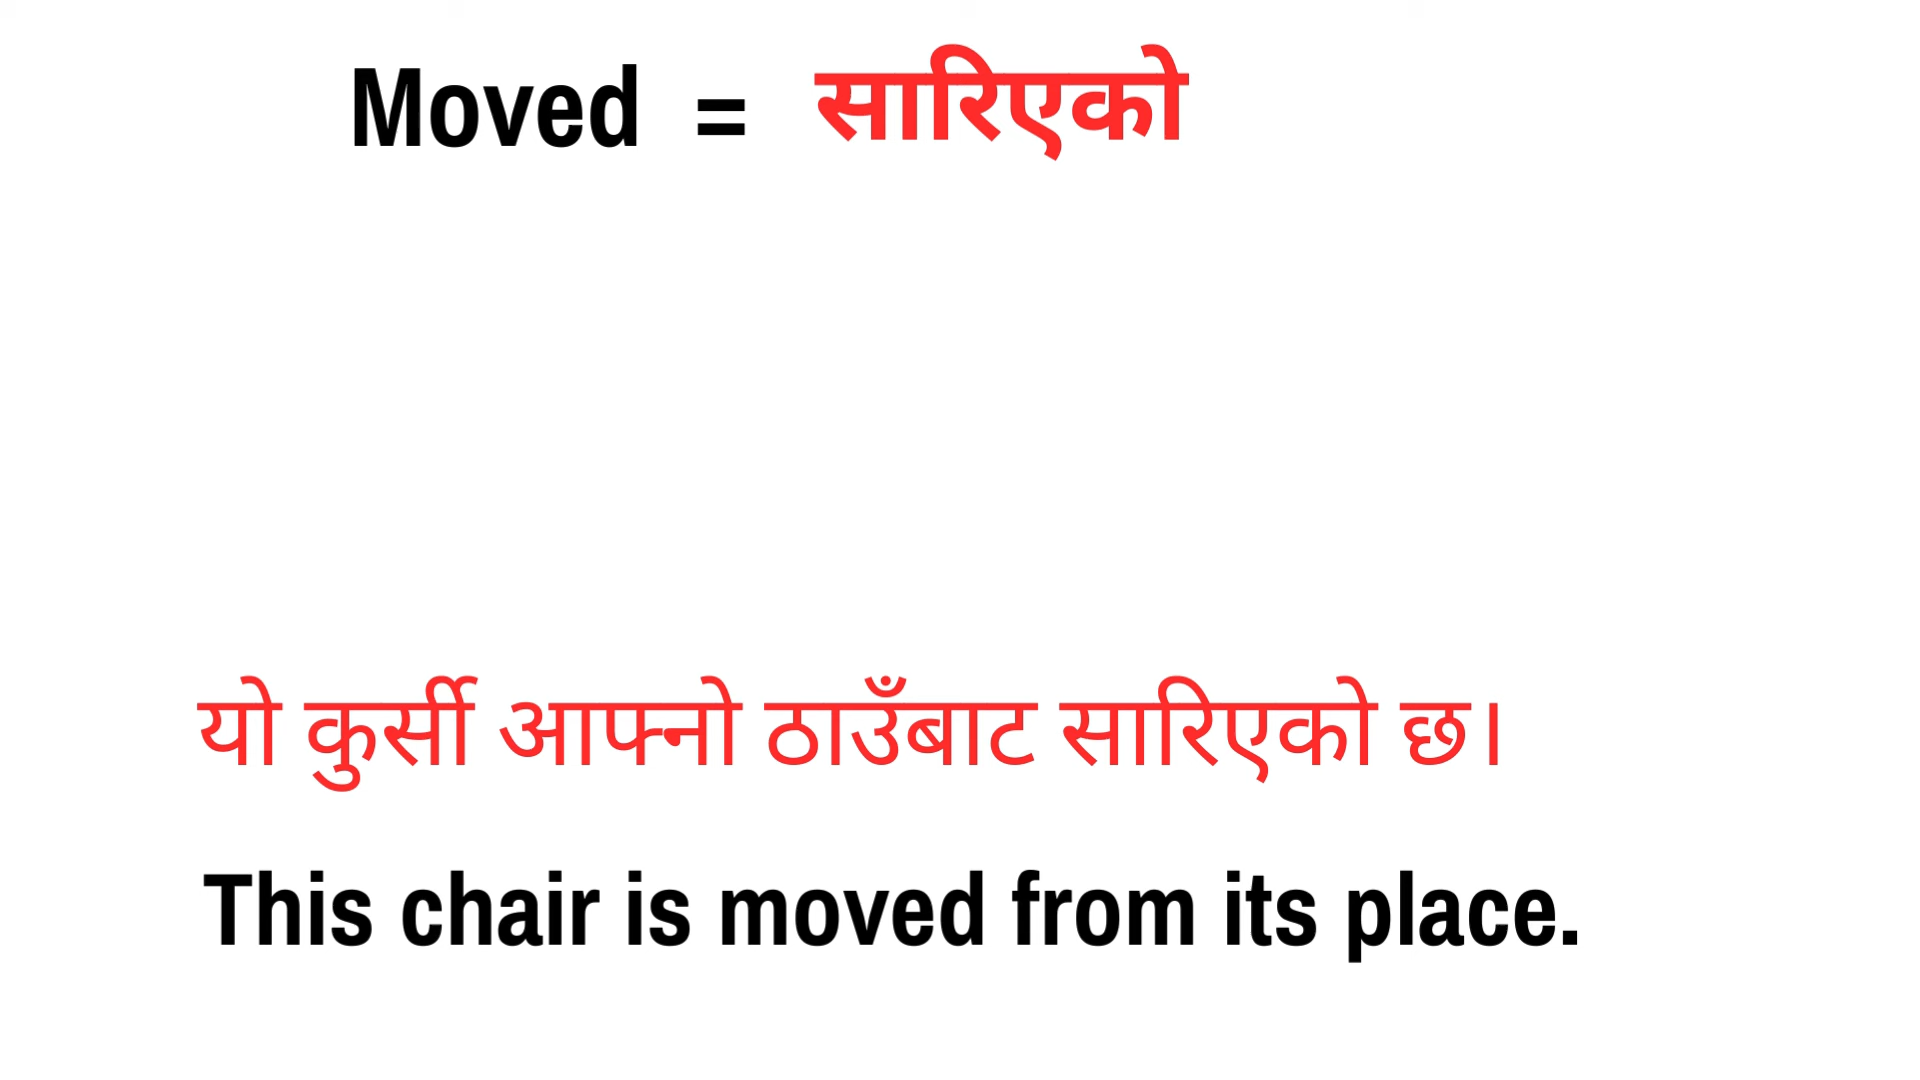 Moved = सारिएको
यो कुर्सी आफ्नो ठाउँबाट सारिएको छ।
This chair is moved from its place.